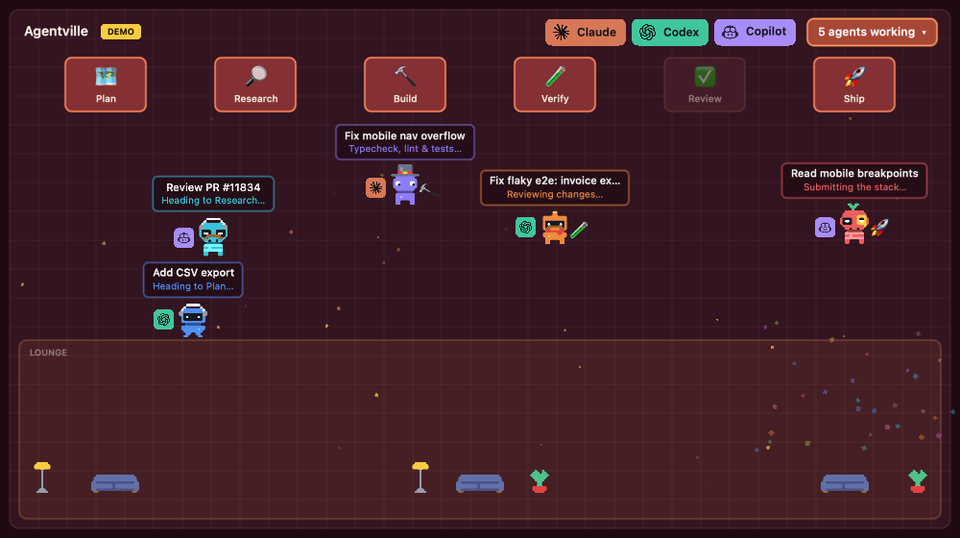 Agentville
DEMO
Claude
Codex
Copilot
5 agents working
Plan
Research
Build
Verify
Review
Ship
Fix mobile nav overflow
Typecheck, lint & tests...
Review PR #11834
Heading to Research...
Fix flaky e2e: invoice ex...
Reviewing changes...
Read mobile breakpoints
Submitting the stack...
Add CSV export
Heading to Plan...
LOUNGE